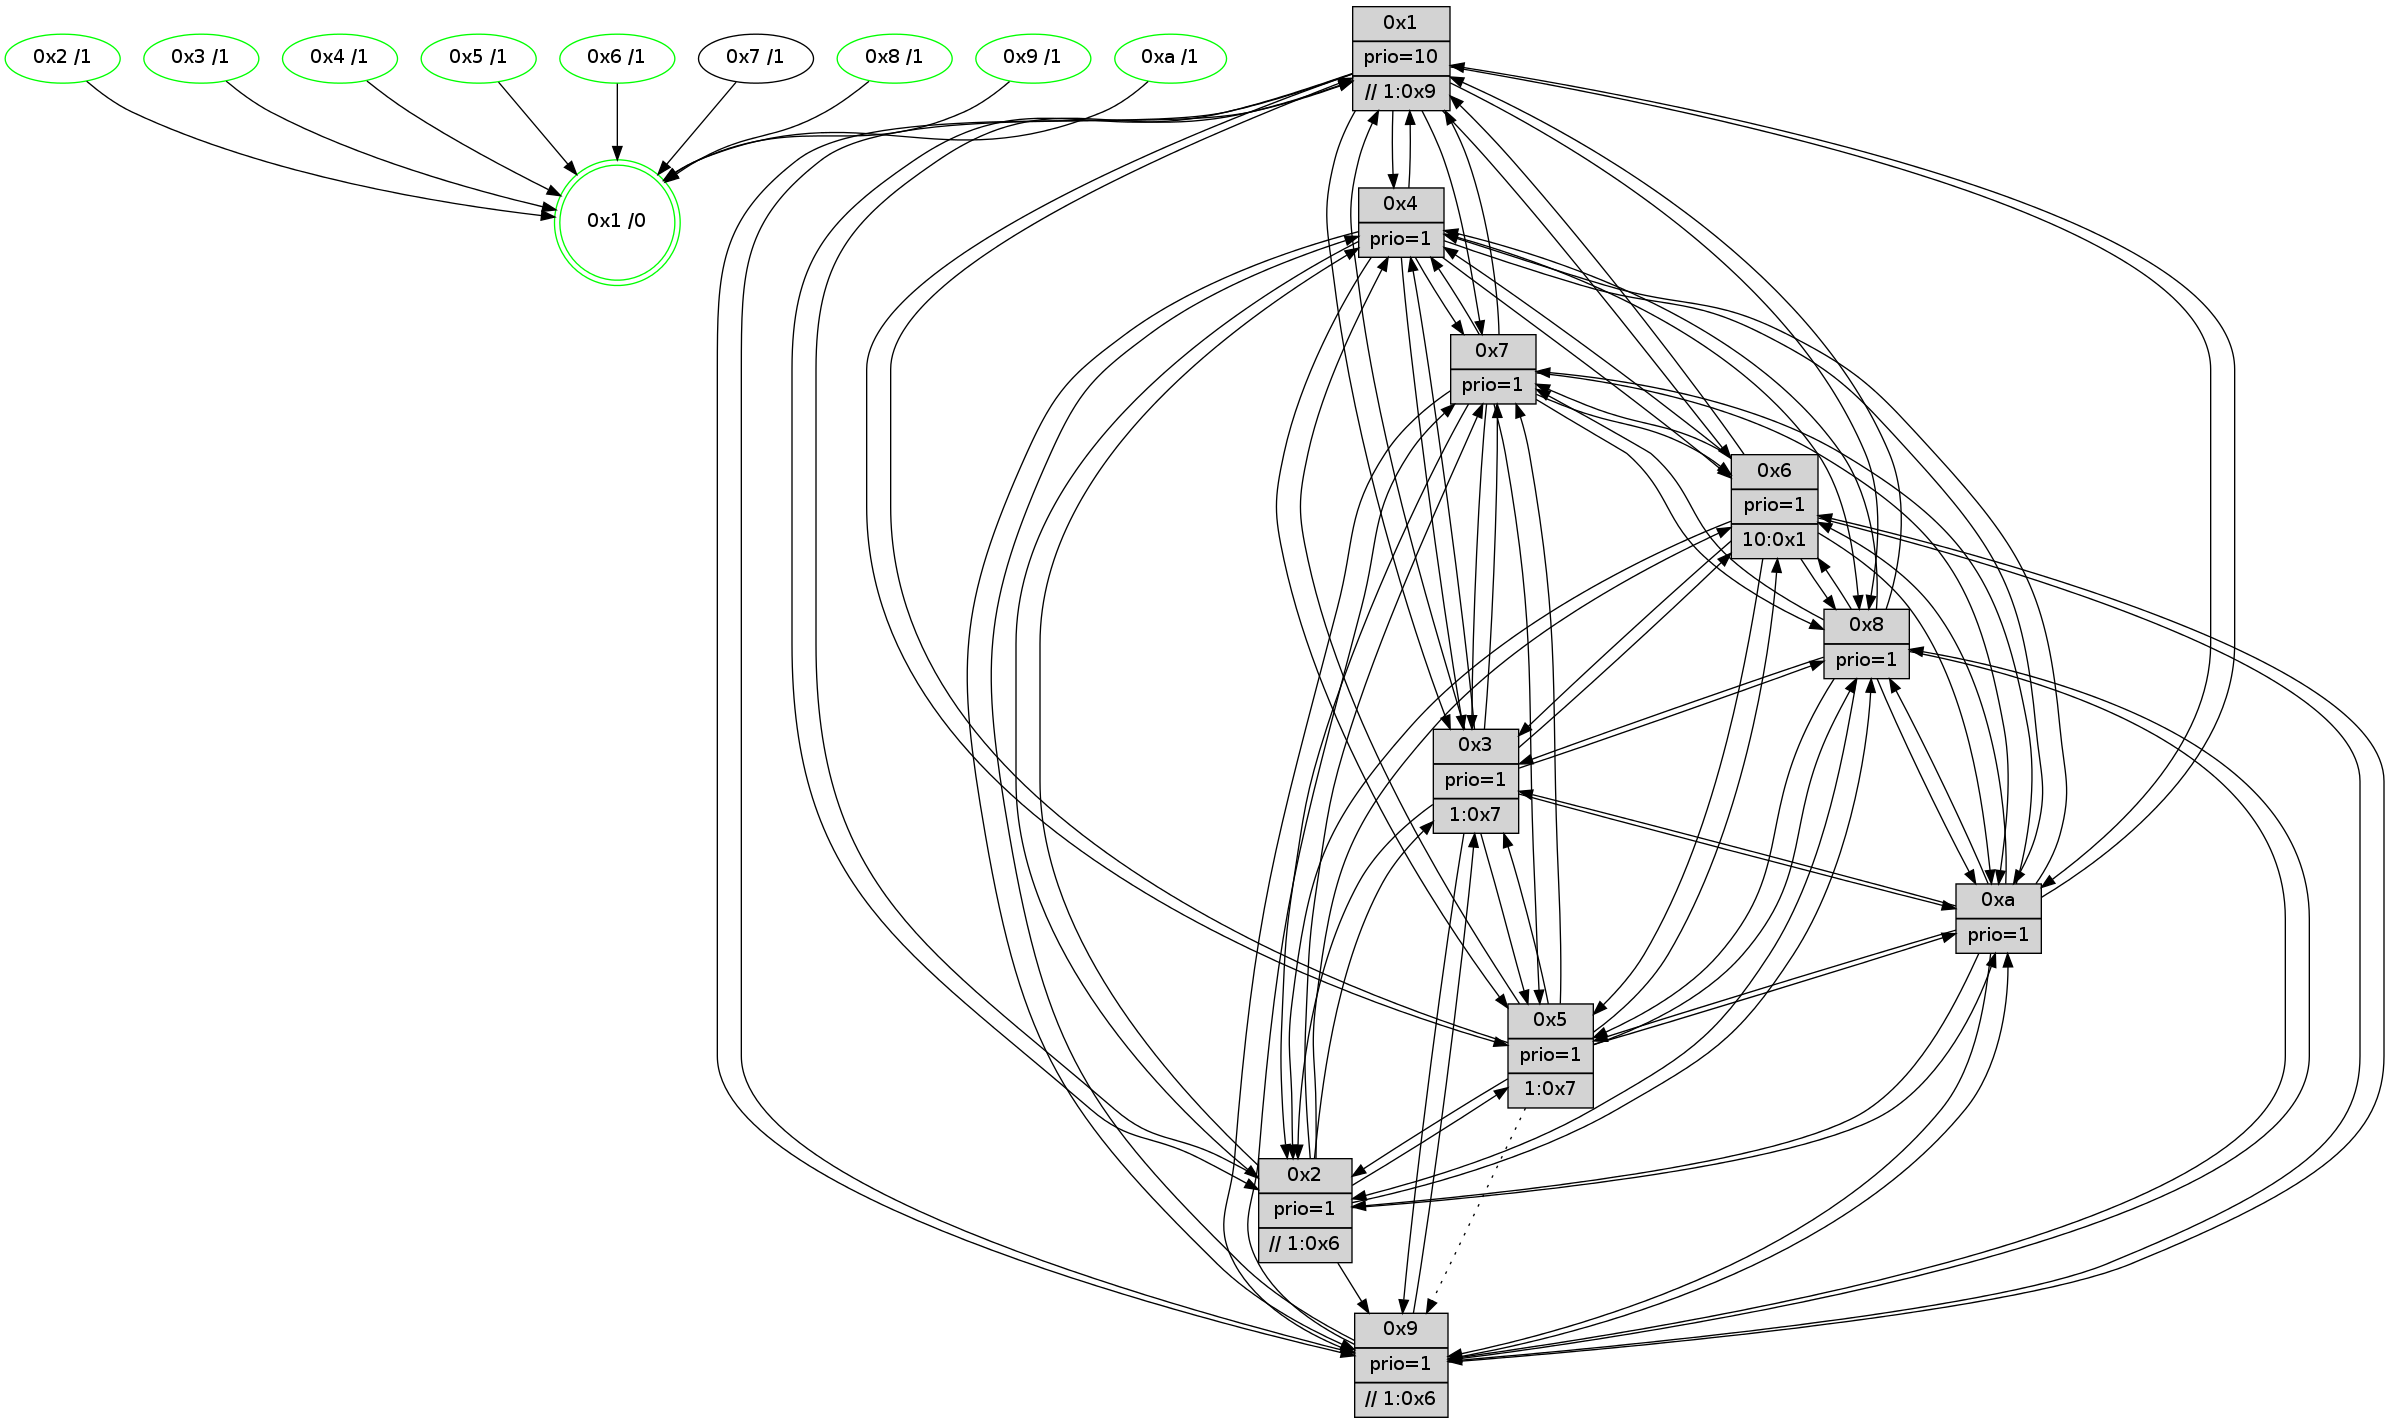 0x2 /1
0x3 /1
0x4 /1
0x5 /1
0x6 /1
0x7 /1
0x8 /1
0x9 /1
0xa /1
0x1 /0
0x1
prio=10
// 1:0x9
0x4
prio=1
0x7
prio=1
0x6
prio=1
10:0x1
0x8
prio=1
0x3
prio=1
1:0x7
0xa
prio=1
0x5
prio=1
1:0x7
0x2
prio=1
// 1:0x6
0x9
prio=1
// 1:0x6